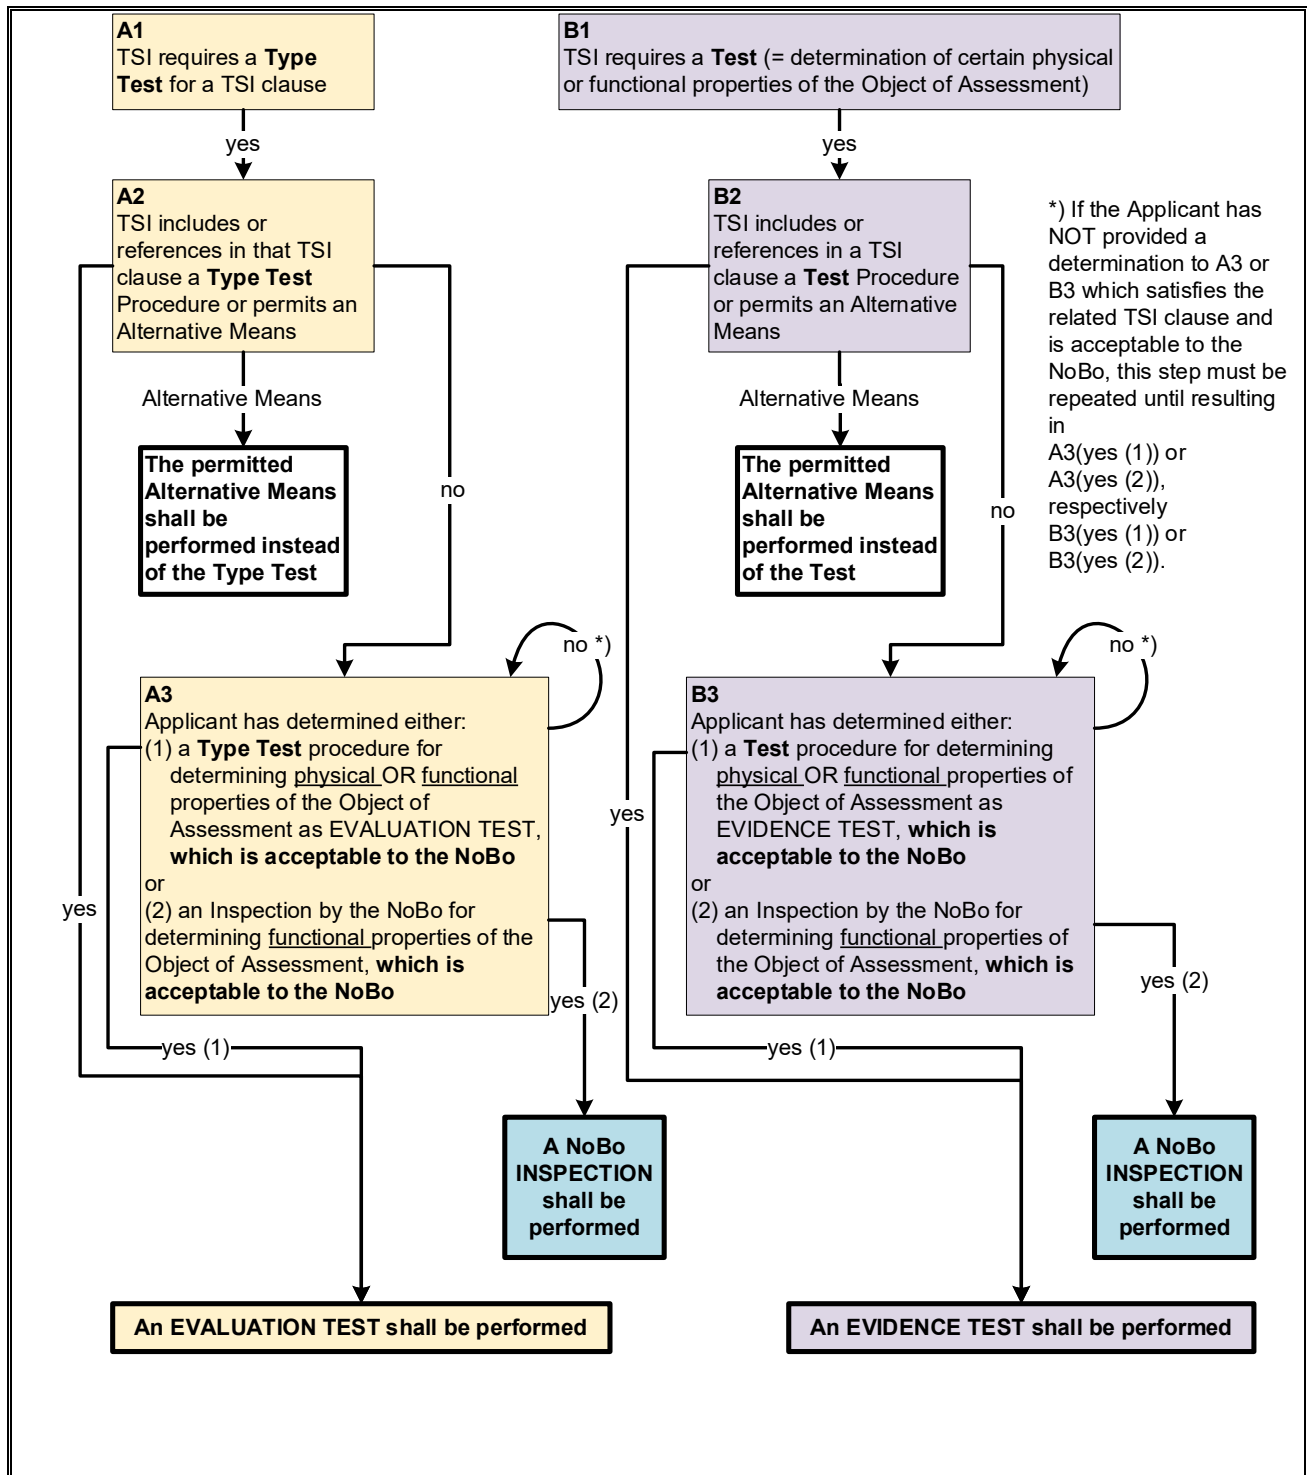 A1
TSI requires a Type
Test for a TSI clause
B1
TSI requires a Test (= determination of certain physical
or functional properties of the Object of Assessment)
yes
yes
A2
TSI includes or
references in that TSI
clause a Type Test
Procedure or permits an
Alternative Means
B2
TSI includes or
references in a TSI
clause a Test Procedure
or permits an Alternative
Means
*) If the Applicant has
NOT provided a
determination to A3 or
B3 which satisfies the
related TSI clause and
is acceptable to the
NoBo, this step must be
repeated until resulting
in
A3(yes (1)) or
A3(yes (2)),
respectively
B3(yes (1)) or
B3(yes (2)).
Alternative Means
Alternative Means
The permitted
Alternative Means
shall be
performed instead
of the Type Test
no
The permitted
Alternative Means
shall be
performed instead
of the Test
no
no *)
no *)
A3
Applicant has determined either:
(1) a Type Test procedure for
determining physical OR functional
properties of the Object of
Assessment as EVALUATION TEST,
which is acceptable to the NoBo
or
(2) an Inspection by the NoBo for
determining functional properties of the
Object of Assessment, which is
acceptable to the NoBo
B3
Applicant has determined either:
(1) a Test procedure for determining
physical OR functional properties of
the Object of Assessment as
EVIDENCE TEST, which is
acceptable to the NoBo
or
(2) an Inspection by the NoBo for
determining functional properties of
the Object of Assessment, which is
acceptable to the NoBo
yes
yes
yes (2)
yes (2)
yes (1)
yes (1)
A NoBo
INSPECTION
shall be
performed
A NoBo
INSPECTION
shall be
performed
An EVALUATION TEST shall be performed
An EVIDENCE TEST shall be performed